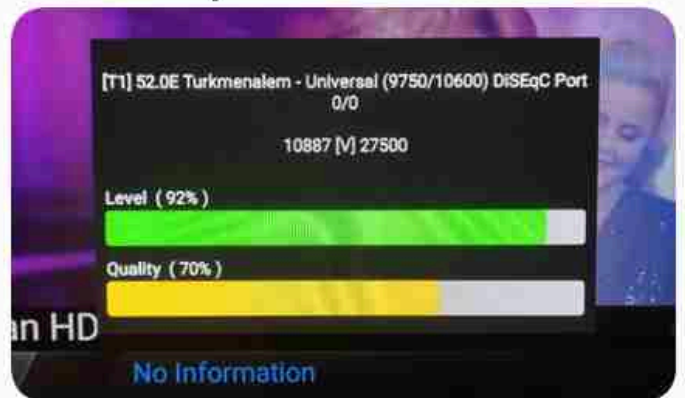 [T1] 52.0E Turkmenalem - Universal (9750/10600) DiSEqC Port
0/0
10887 [V] 27500
Level ( 92% )
Quality ( 70% )
an HD
No Information